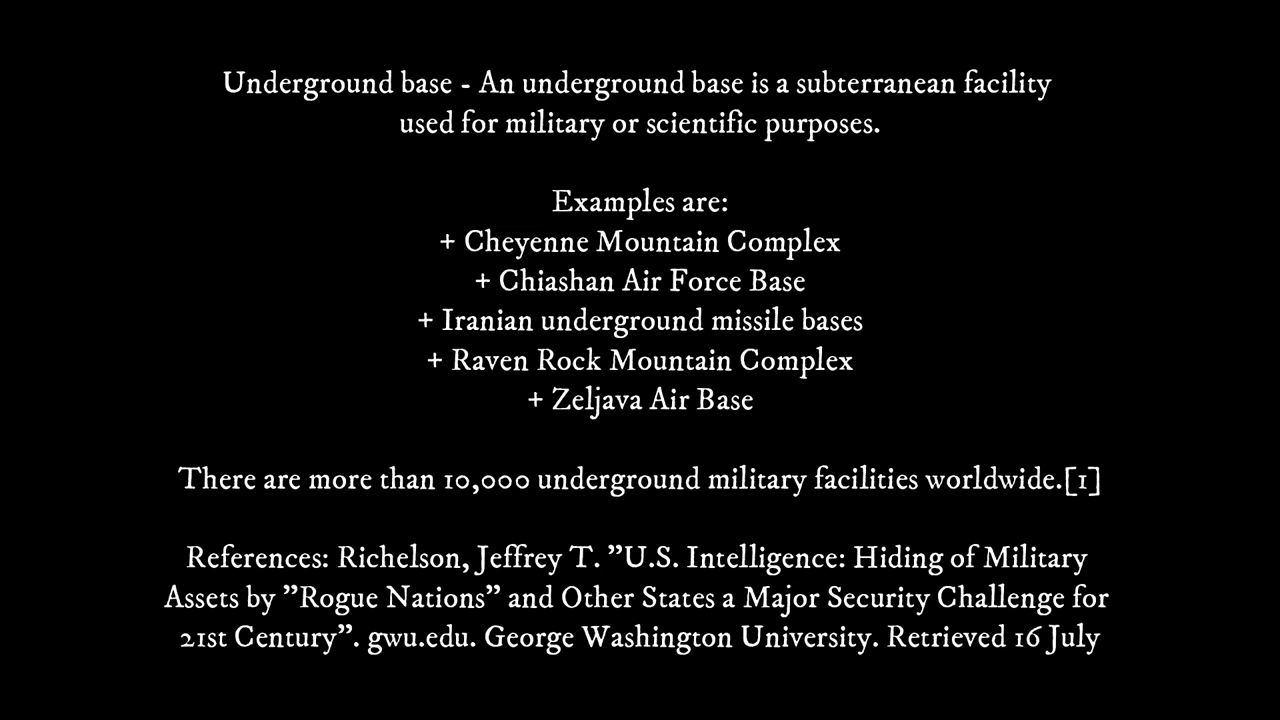 Underground base - An underground base is a subterranean facility
used for military or scientific purposes.
Examples are:
+ Cheyenne Mountain Complex
+ Chiashan Air Force Base
+ Iranian underground missile bases
+ Raven Rock Mountain Complex
+ Zeljava Air Base
There are more than 10,000 underground military facilities worldwide.[1]
References: Richelson, Jeffrey T. ”U.S. Intelligence: Hiding of Military
Assets by ”Rogue Nations” and Other States a Major Security Challenge for
21st Century”. gwu.edu. George Washington University. Retrieved 16 July